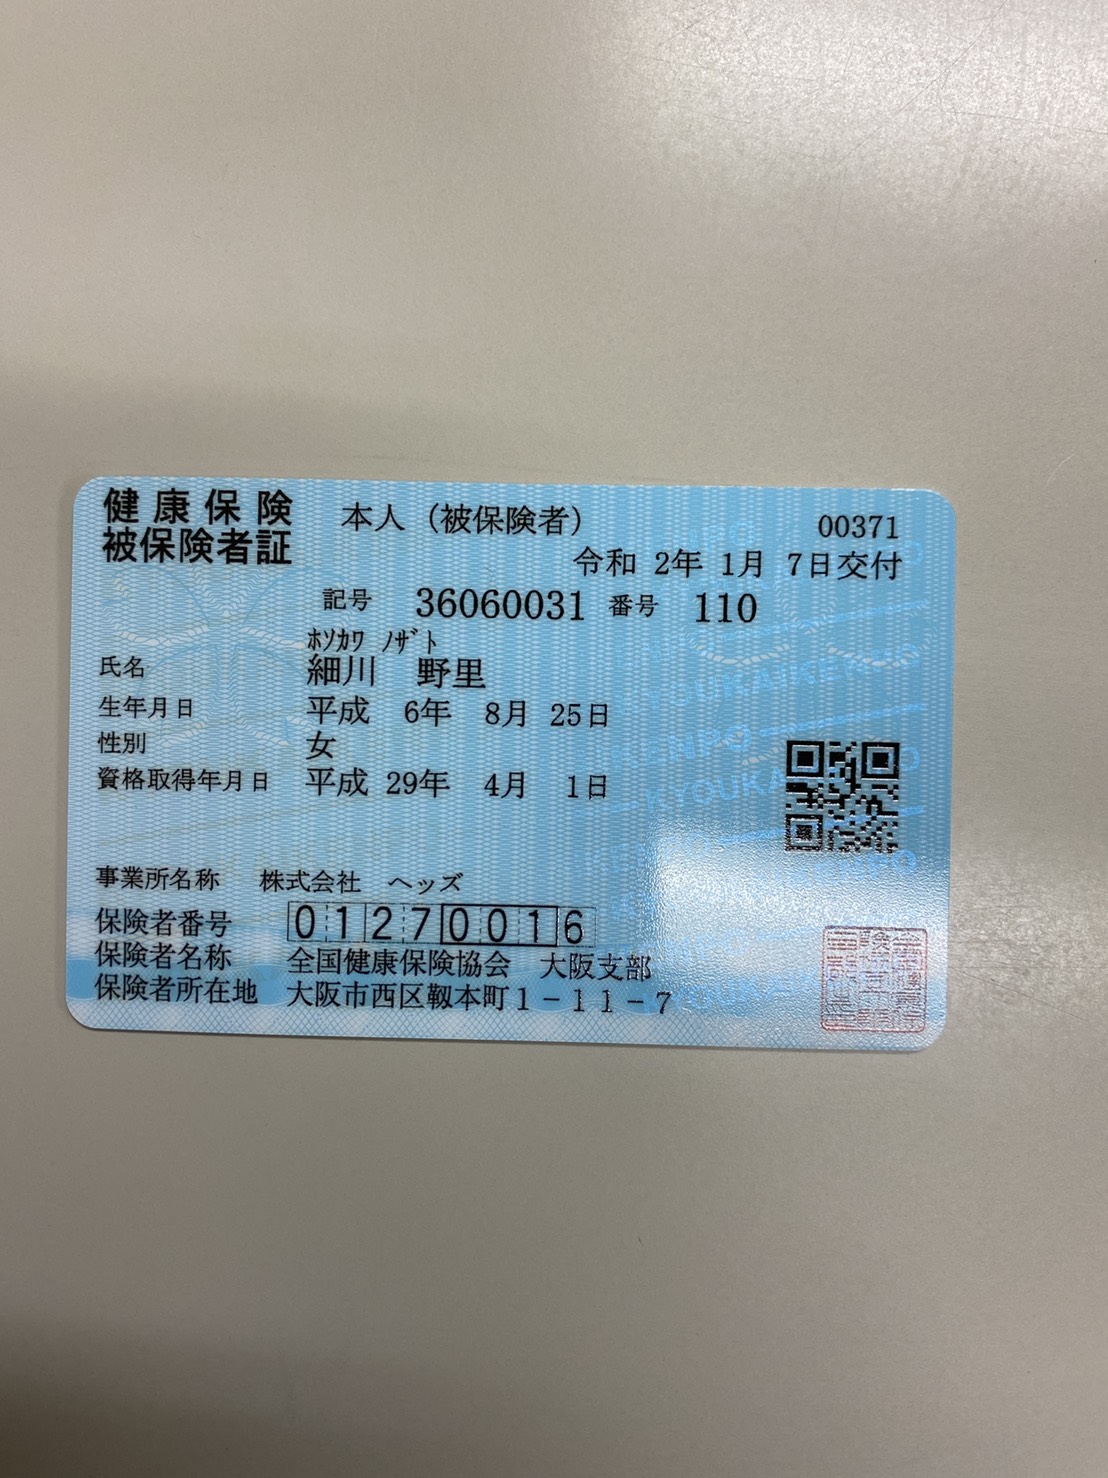 健康保険
被保険者証
本人（被保険者）
00371
令和 2年 1月 7日交付
記号 36060031 番号 110
ﾎｿｶﾜ ﾉｻﾞﾄ
氏名 細川 野里
生年月日 平成 6年 8月 25日
性別 女
資格取得年月日 平成 29年 4月 1日
事業所名称 株式会社 ヘッズ
保険者番号 01270016
保険者名称 全国健康保険協会 大阪支部
保険者所在地 大阪市西区靱本町１－１１－７